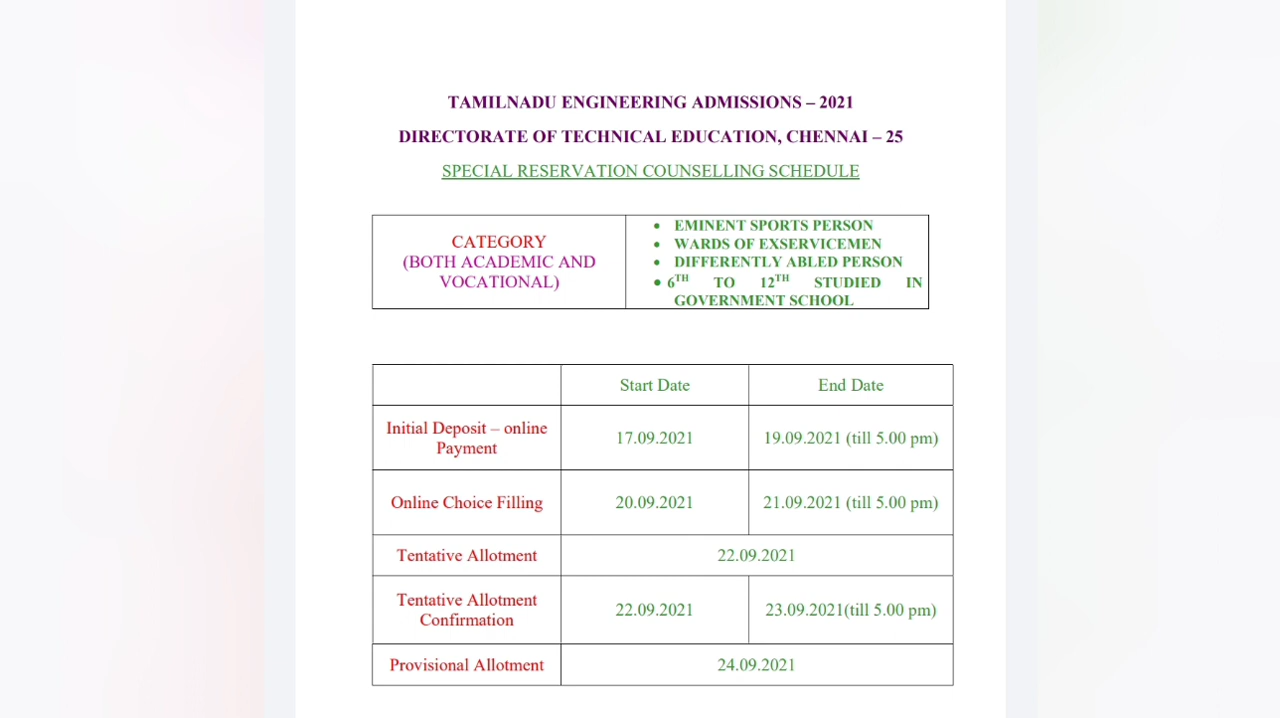 TAMILNADU ENGINEERING ADMISSIONS – 2021
DIRECTORATE OF TECHNICAL EDUCATION, CHENNAI – 25
SPECIAL RESERVATION COUNSELLING SCHEDULE
CATEGORY
(BOTH ACADEMIC AND
VOCATIONAL)
• EMINENT SPORTS PERSON
• WARDS OF EXSERVICEMEN
• DIFFERENTLY ABLED PERSON
• 6TH TO 12TH STUDIED IN
GOVERNMENT SCHOOL
Start Date End Date
Initial Deposit – online
Payment
17.09.2021 19.09.2021 (till 5.00 pm)
Online Choice Filling 20.09.2021 21.09.2021 (till 5.00 pm)
Tentative Allotment 22.09.2021
Tentative Allotment
Confirmation
22.09.2021 23.09.2021(till 5.00 pm)
Provisional Allotment 24.09.2021